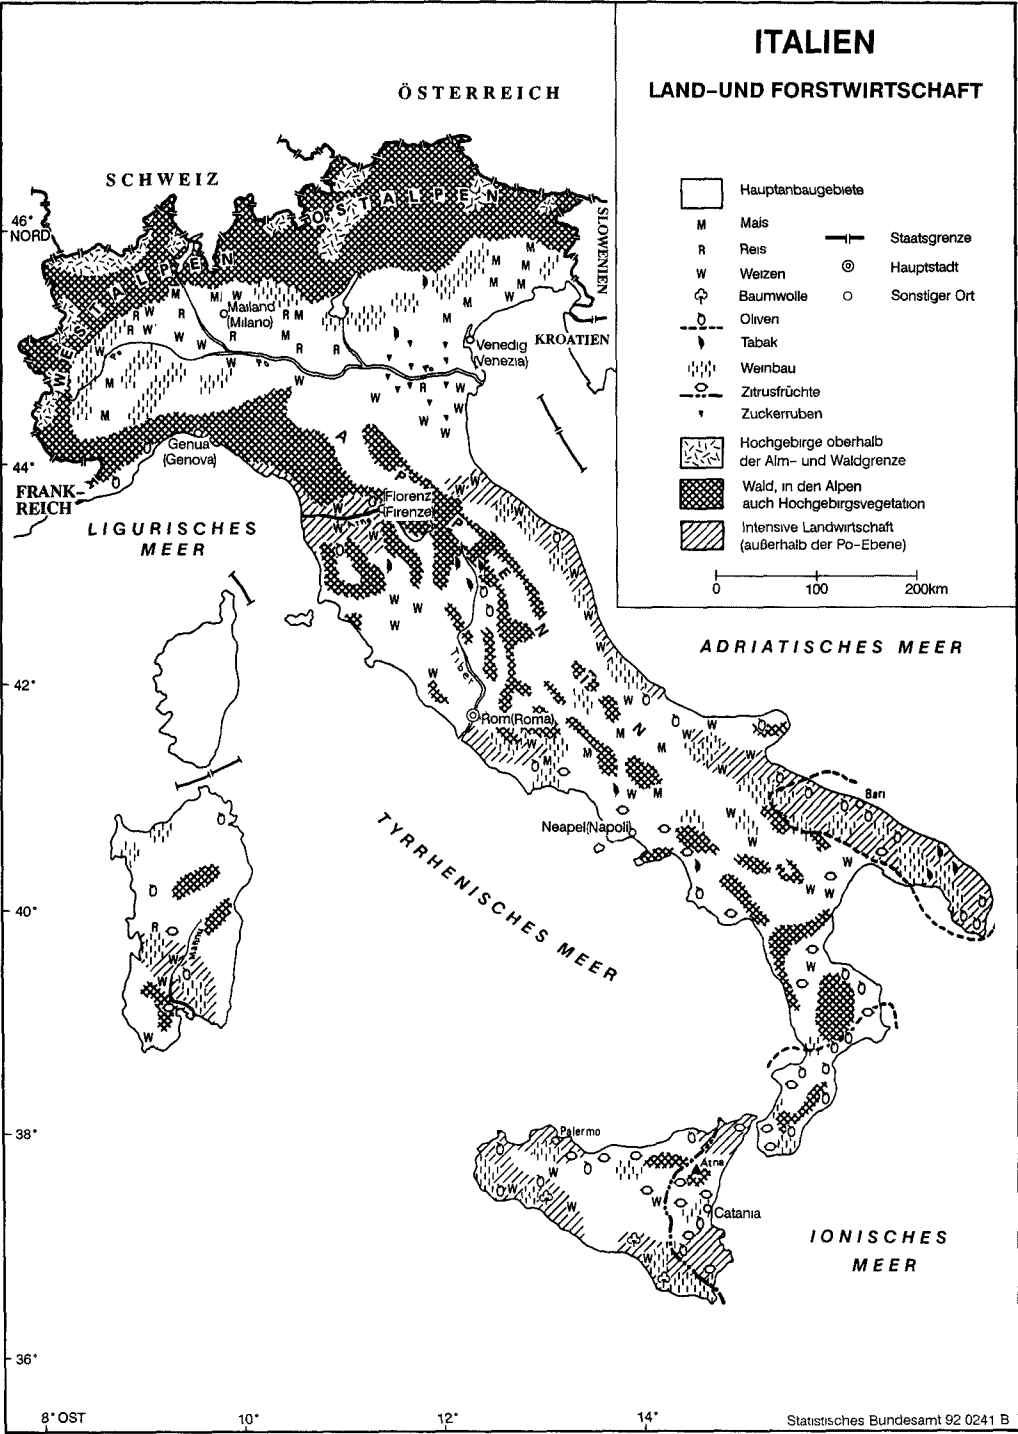 ITALIEN
LAND-UND FORSTWIRTSCHAFT
Hauptanbaugebiete
M Mais
R Reis
W Weizen
Baumwolle
Oliven
Tabak
Weinbau
Zitrusfrüchte
Zuckerruben
Staatsgrenze
Hauptstadt
Sonstiger Ort
Hochgebirge oberhalb
der Alm- und Waldgrenze
Wald, in den Alpen
auch Hochgebirgsvegetation
Intensive Landwirtschaft
(außerhalb der Po-Ebene)
0 100 200km
ÖSTERREICH
SCHWEIZ
46°
NORD
OSTALPEN
WESTALPEN
SLOWENIEN
KROATIEN
Mailand
(Milano)
Venedig
(Venezia)
Po
Po
Genua
(Genova)
44°
FRANK-
REICH
LIGURISCHES
MEER
APENNIN
Florenz
(Firenze)
Arno
Tiber
ADRIATISCHES MEER
42°
Rom(Roma)
Bari
Neapel(Napoli)
TYRRHENISCHES MEER
40°
38°
Palermo
Ätna
Catania
IONISCHES
MEER
36°
8° OST
10°
12°
14°
Statistisches Bundesamt 92 0241 B